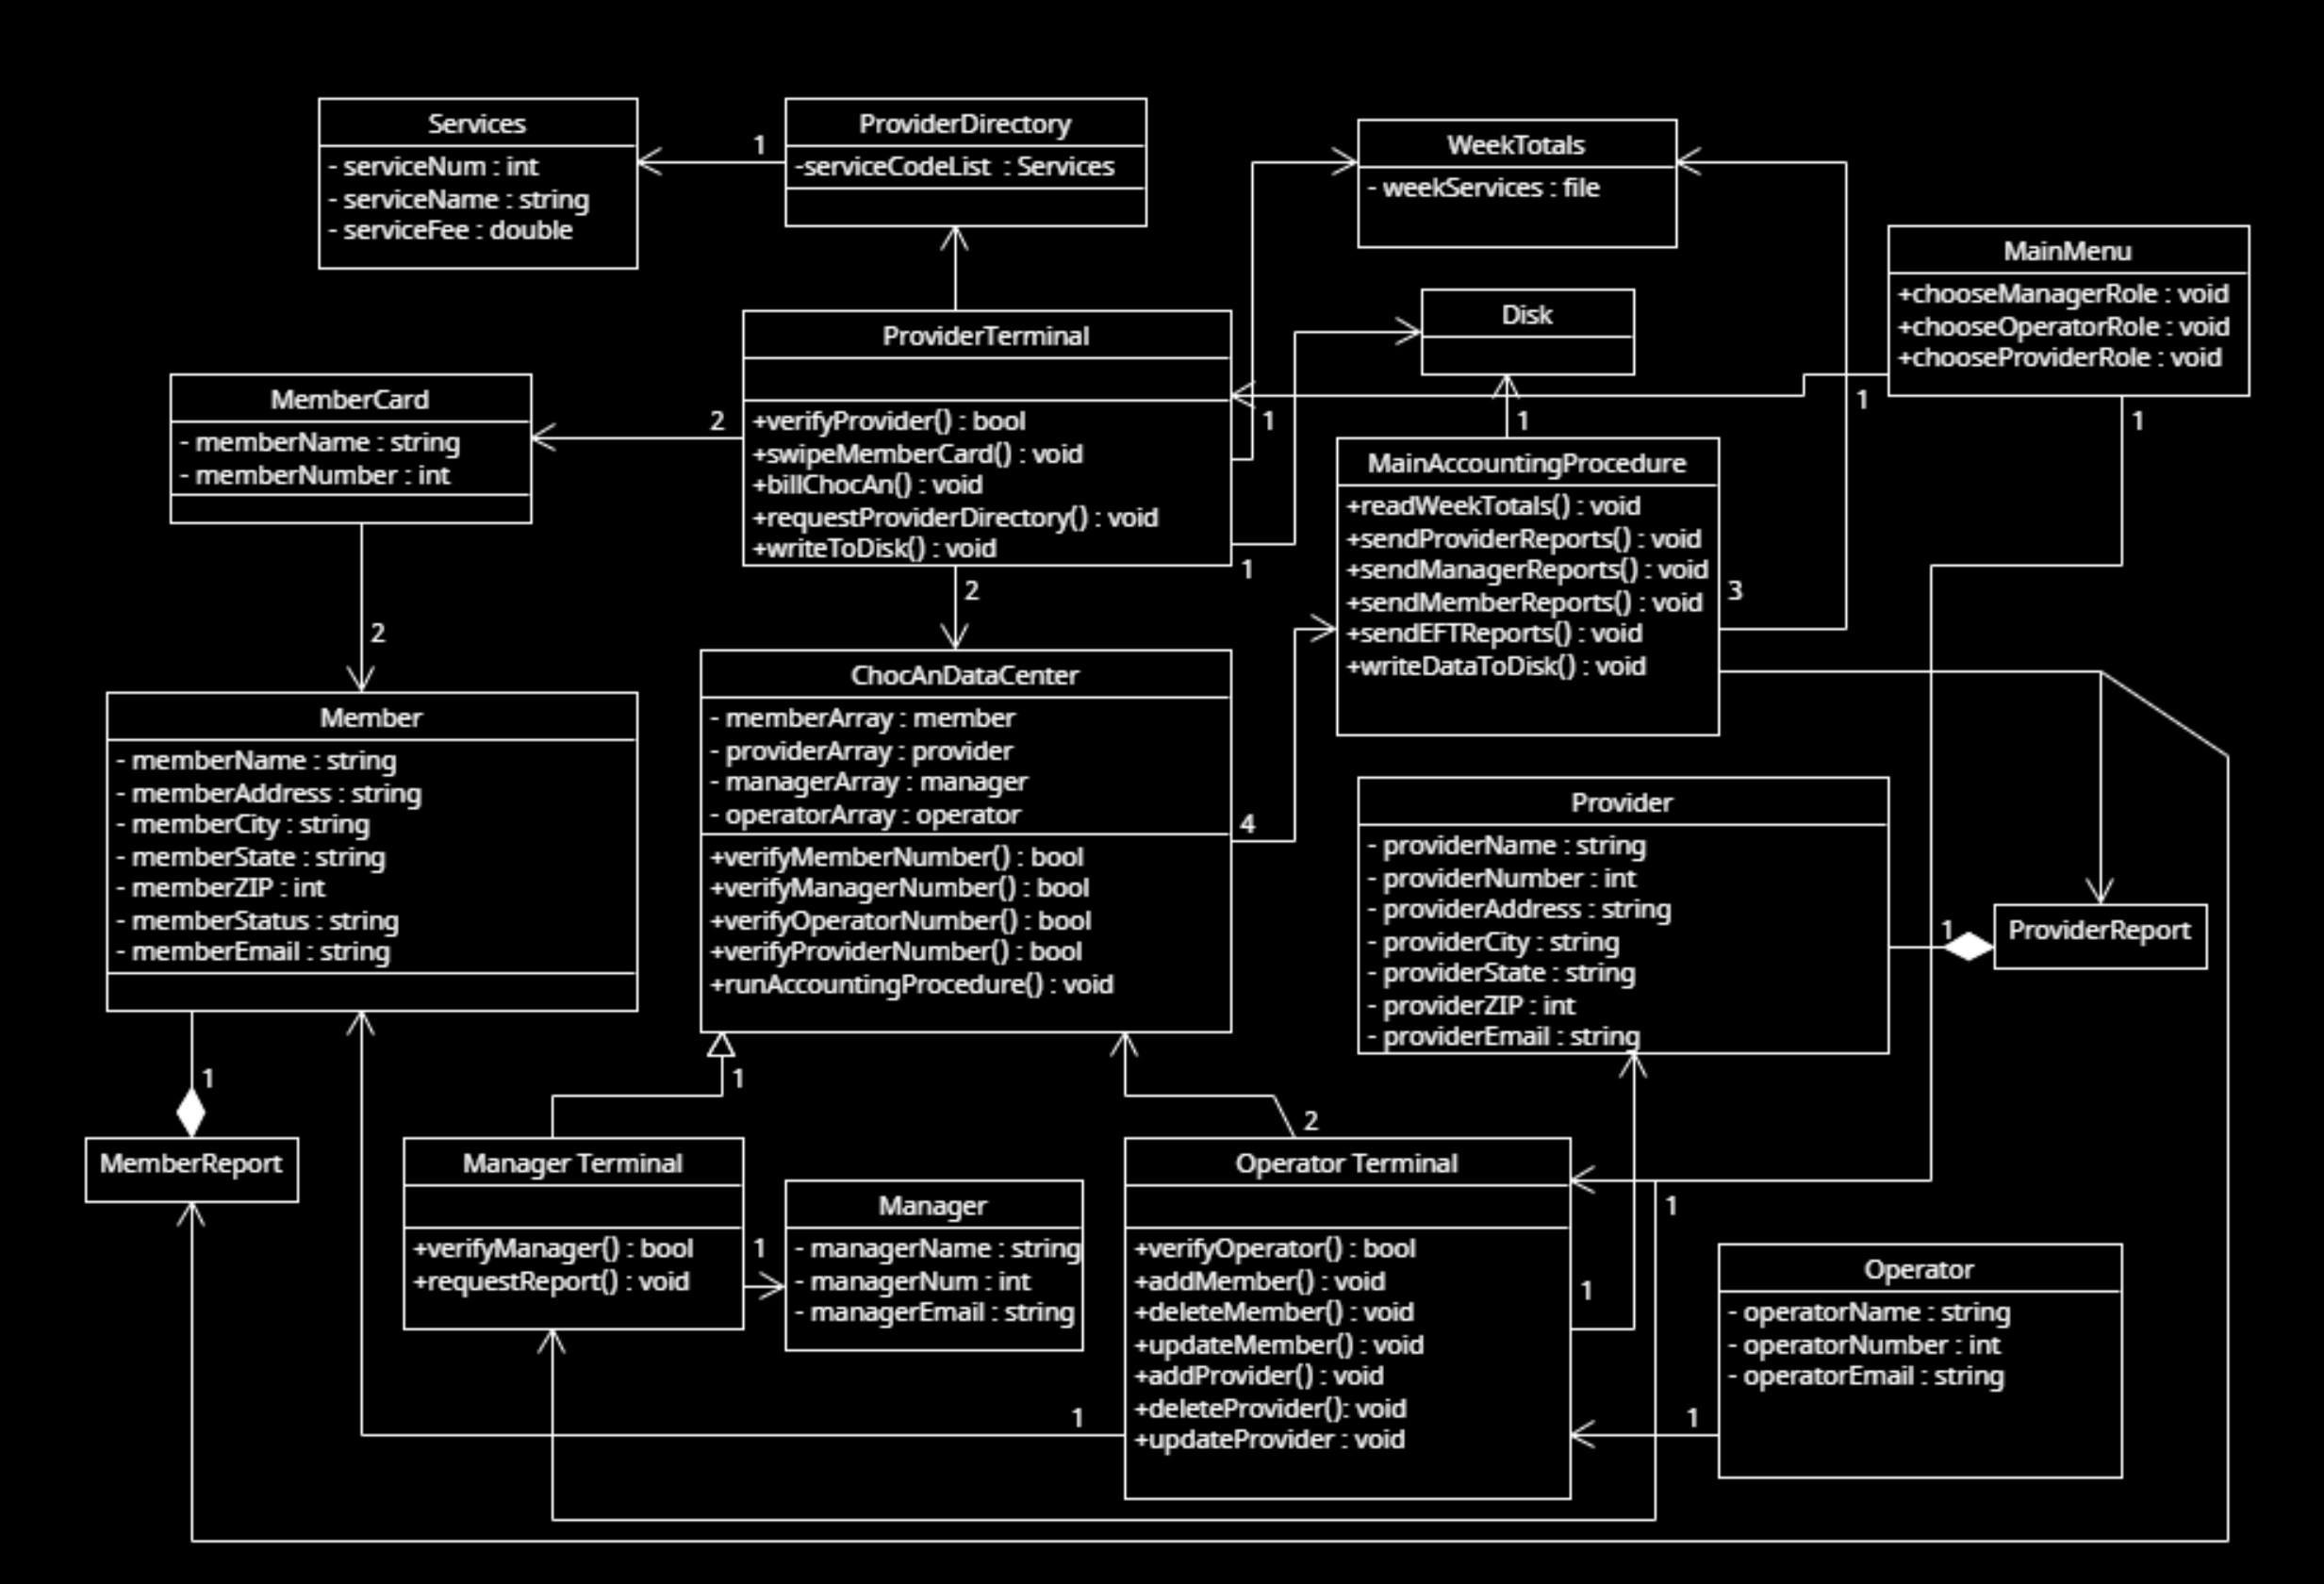 Services
- serviceNum : int
- serviceName : string
- serviceFee : double
1
ProviderDirectory
-serviceCodeList  : Services
WeekTotals
- weekServices : file
MainMenu
+chooseManagerRole : void
+chooseOperatorRole : void
+chooseProviderRole : void
1
1
Disk
ProviderTerminal
+verifyProvider() : bool
+swipeMemberCard() : void
+billChocAn() : void
+requestProviderDirectory() : void
+writeToDisk() : void
2
1
1
2
MemberCard
- memberName : string
- memberNumber : int
2
1
MainAccountingProcedure
+readWeekTotals() : void
+sendProviderReports() : void
+sendManagerReports() : void
+sendMemberReports() : void
+sendEFTReports() : void
+writeDataToDisk() : void
3
Member
- memberName : string
- memberAddress : string
- memberCity : string
- memberState : string
- memberZIP : int
- memberStatus : string
- memberEmail : string
1
ChocAnDataCenter
- memberArray : member
- providerArray : provider
- managerArray : manager
- operatorArray : operator
+verifyMemberNumber() : bool
+verifyManagerNumber() : bool
+verifyOperatorNumber() : bool
+verifyProviderNumber() : bool
+runAccountingProcedure() : void
4
1
2
Provider
- providerName : string
- providerNumber : int
- providerAddress : string
- providerCity : string
- providerState : string
- providerZIP : int
- providerEmail : string
1
ProviderReport
MemberReport
Manager Terminal
+verifyManager() : bool
+requestReport() : void
1
Manager
- managerName : string
- managerNum : int
- managerEmail : string
1
Operator Terminal
+verifyOperator() : bool
+addMember() : void
+deleteMember() : void
+updateMember() : void
+addProvider() : void
+deleteProvider(): void
+updateProvider : void
1
1
1
Operator
- operatorName : string
- operatorNumber : int
- operatorEmail : string